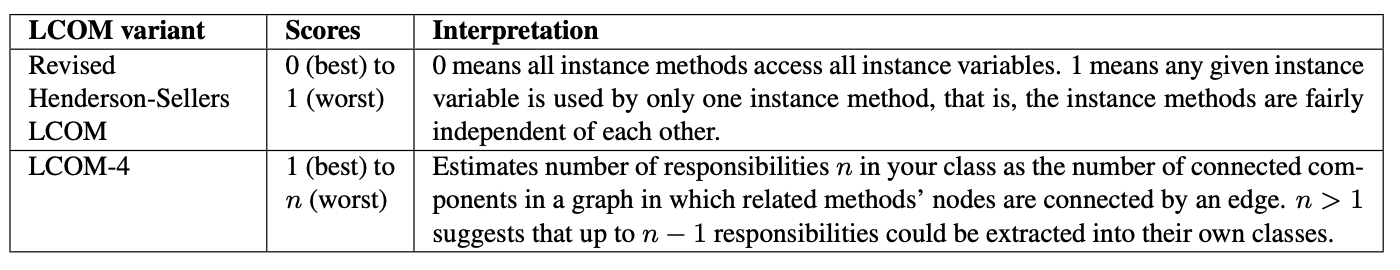 LCOM variant Scores Interpretation
Revised 0 (best) to 0 means all instance methods access all instance variables. 1 means any given instance
Henderson-Sellers 1 (worst) variable is used by only one instance method, that is, the instance methods are fairly
LCOM independent of each other.
LCOM-4 1 (best) to Estimates number of responsibilities n in your class as the number of connected com-
n (worst) ponents in a graph in which related methods’ nodes are connected by an edge. n > 1
suggests that up to n − 1 responsibilities could be extracted into their own classes.